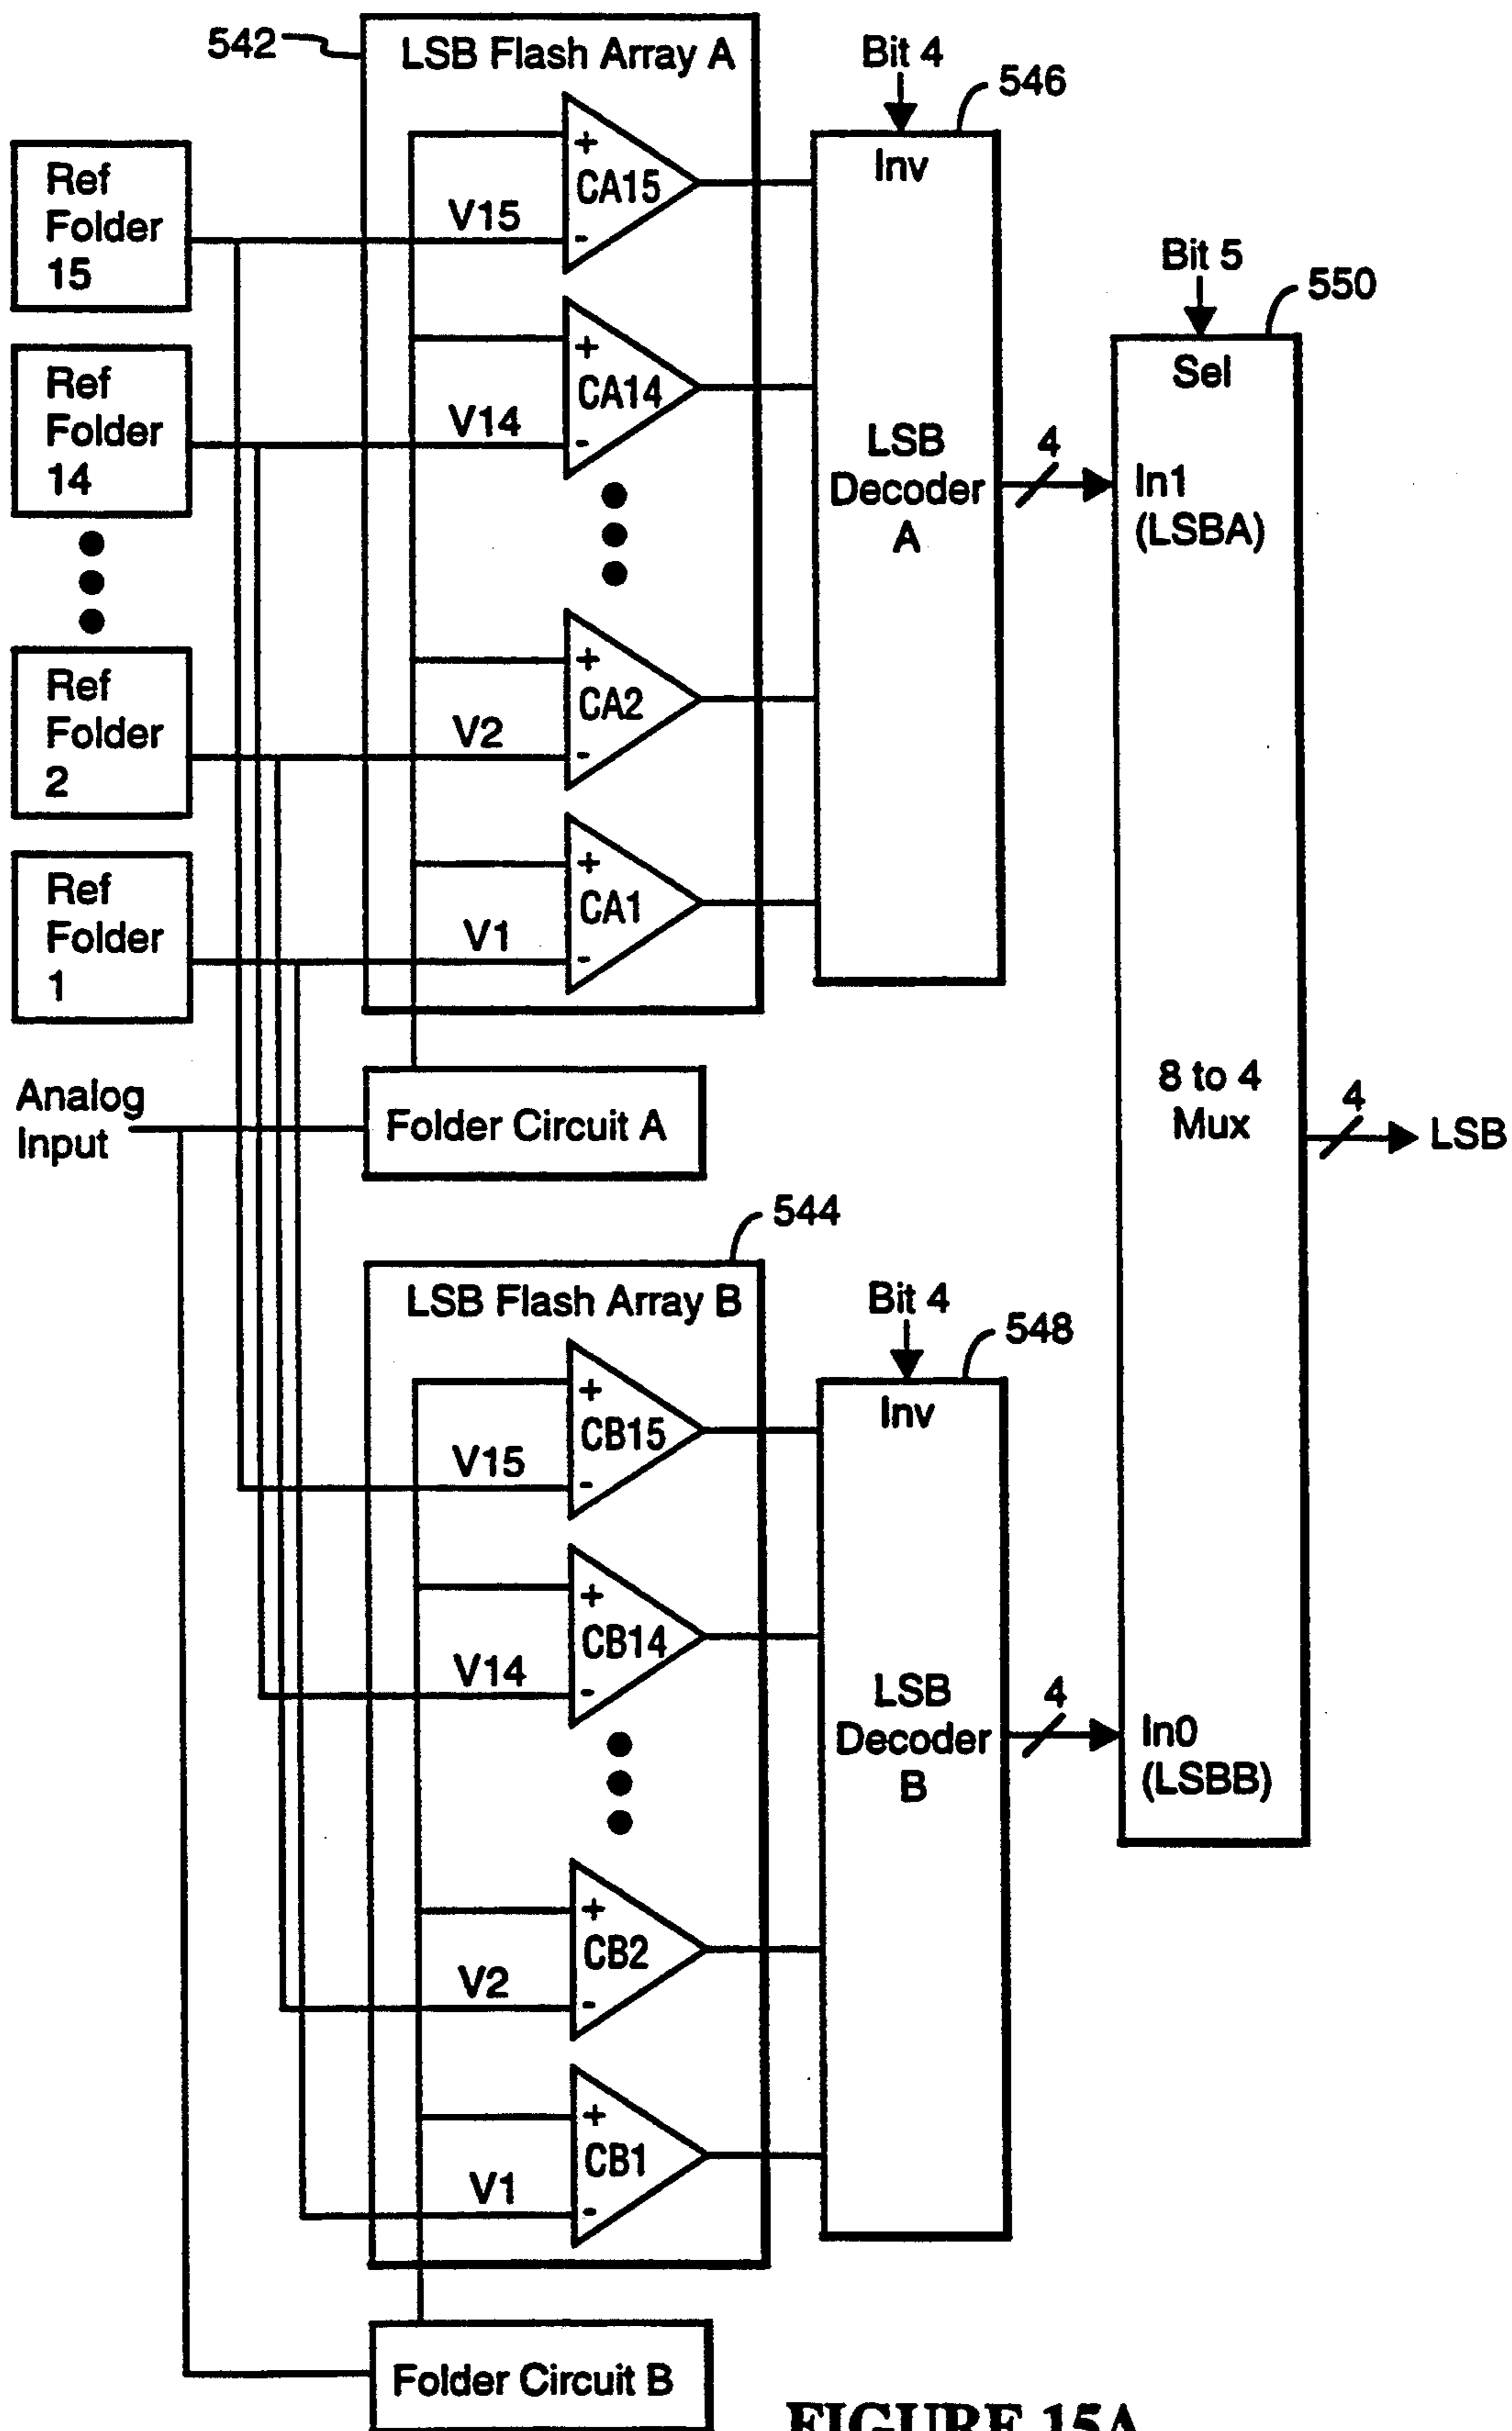 542
LSB Flash Array A
Bit 4
546
Ref
Folder
15
+
CA15
-
V15
Inv
Bit 5
550
Ref
Folder
14
+
CA14
-
V14
LSB
Decoder
A
4
Sel
In1
(LSBA)
Ref
Folder
2
+
CA2
-
V2
Ref
Folder
1
+
CA1
-
V1
Analog
Input
Folder Circuit A
8 to 4
Mux
4
LSB
544
LSB Flash Array B
Bit 4
548
+
CB15
-
V15
Inv
+
CB14
-
V14
LSB
Decoder
B
4
In0
(LSBB)
+
CB2
-
V2
+
CB1
-
V1
Folder Circuit B
FIGURE 15A